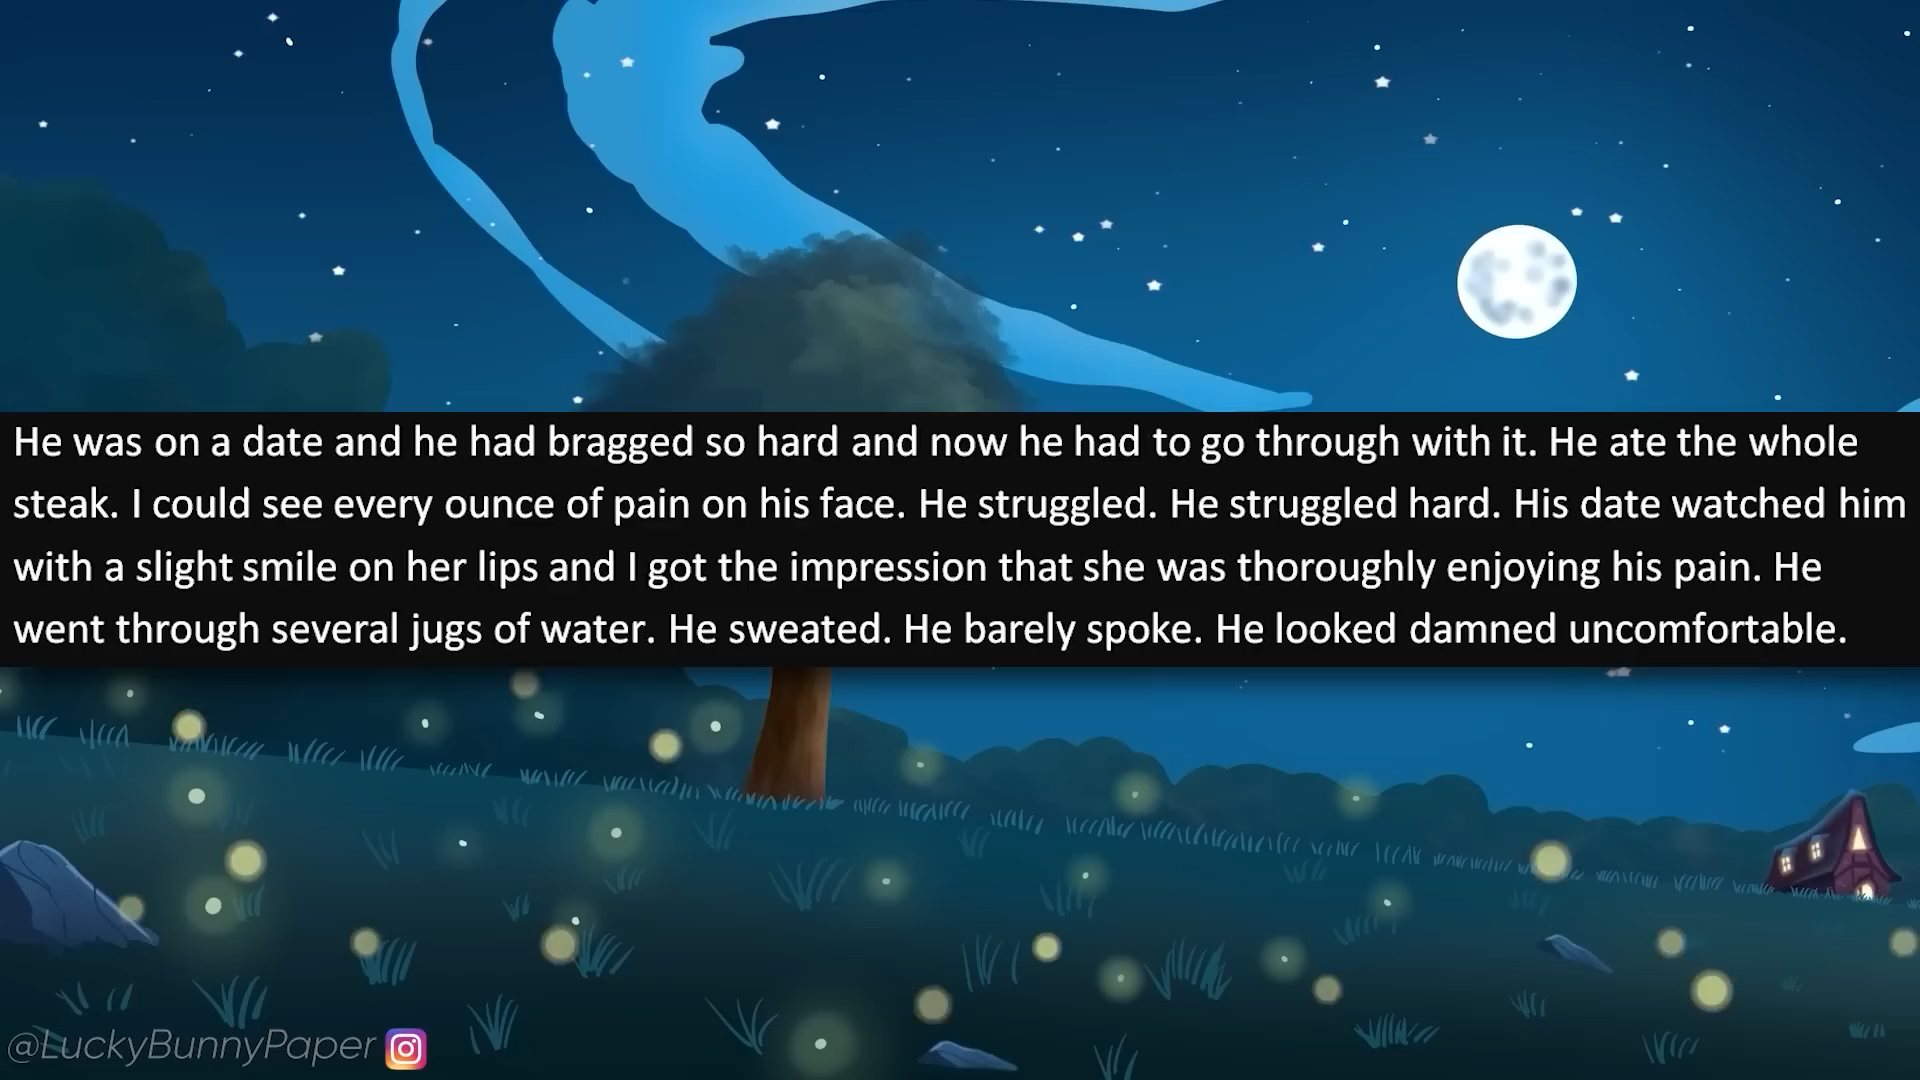 He was on a date and he had bragged so hard and now he had to go through with it. He ate the whole
steak. I could see every ounce of pain on his face. He struggled. He struggled hard. His date watched him
with a slight smile on her lips and I got the impression that she was thoroughly enjoying his pain. He
went through several jugs of water. He sweated. He barely spoke. He looked damned uncomfortable.
@LuckyBunnyPaper